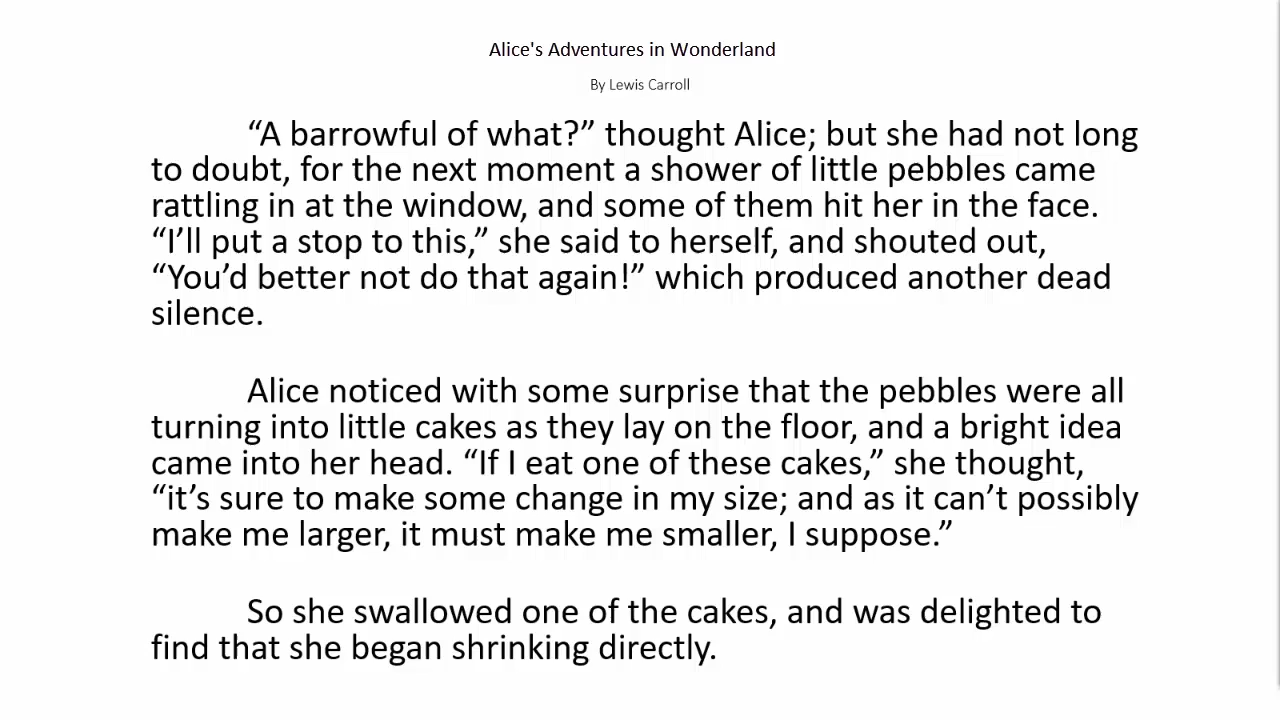 Alice's Adventures in Wonderland
By Lewis Carroll
“A barrowful of what?” thought Alice; but she had not long
to doubt, for the next moment a shower of little pebbles came
rattling in at the window, and some of them hit her in the face.
“I’ll put a stop to this,” she said to herself, and shouted out,
“You’d better not do that again!” which produced another dead
silence.
Alice noticed with some surprise that the pebbles were all
turning into little cakes as they lay on the floor, and a bright idea
came into her head. “If I eat one of these cakes,” she thought,
“it’s sure to make some change in my size; and as it can’t possibly
make me larger, it must make me smaller, I suppose.”
So she swallowed one of the cakes, and was delighted to
find that she began shrinking directly.